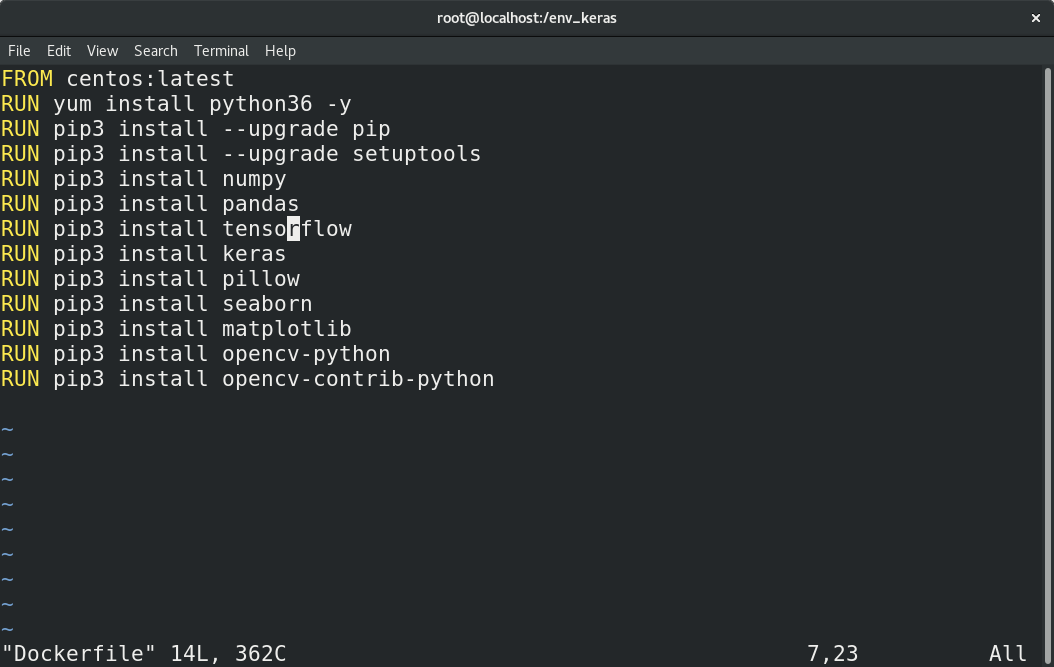 root@localhost:/env_keras ×
File Edit View Search Terminal Help
FROM centos:latest
RUN yum install python36 -y
RUN pip3 install --upgrade pip
RUN pip3 install --upgrade setuptools
RUN pip3 install numpy
RUN pip3 install pandas
RUN pip3 install tensorflow
RUN pip3 install keras
RUN pip3 install pillow
RUN pip3 install seaborn
RUN pip3 install matplotlib
RUN pip3 install opencv-python
RUN pip3 install opencv-contrib-python
~
~
~
~
~
~
~
~
~
"Dockerfile" 14L, 362C 7,23 All